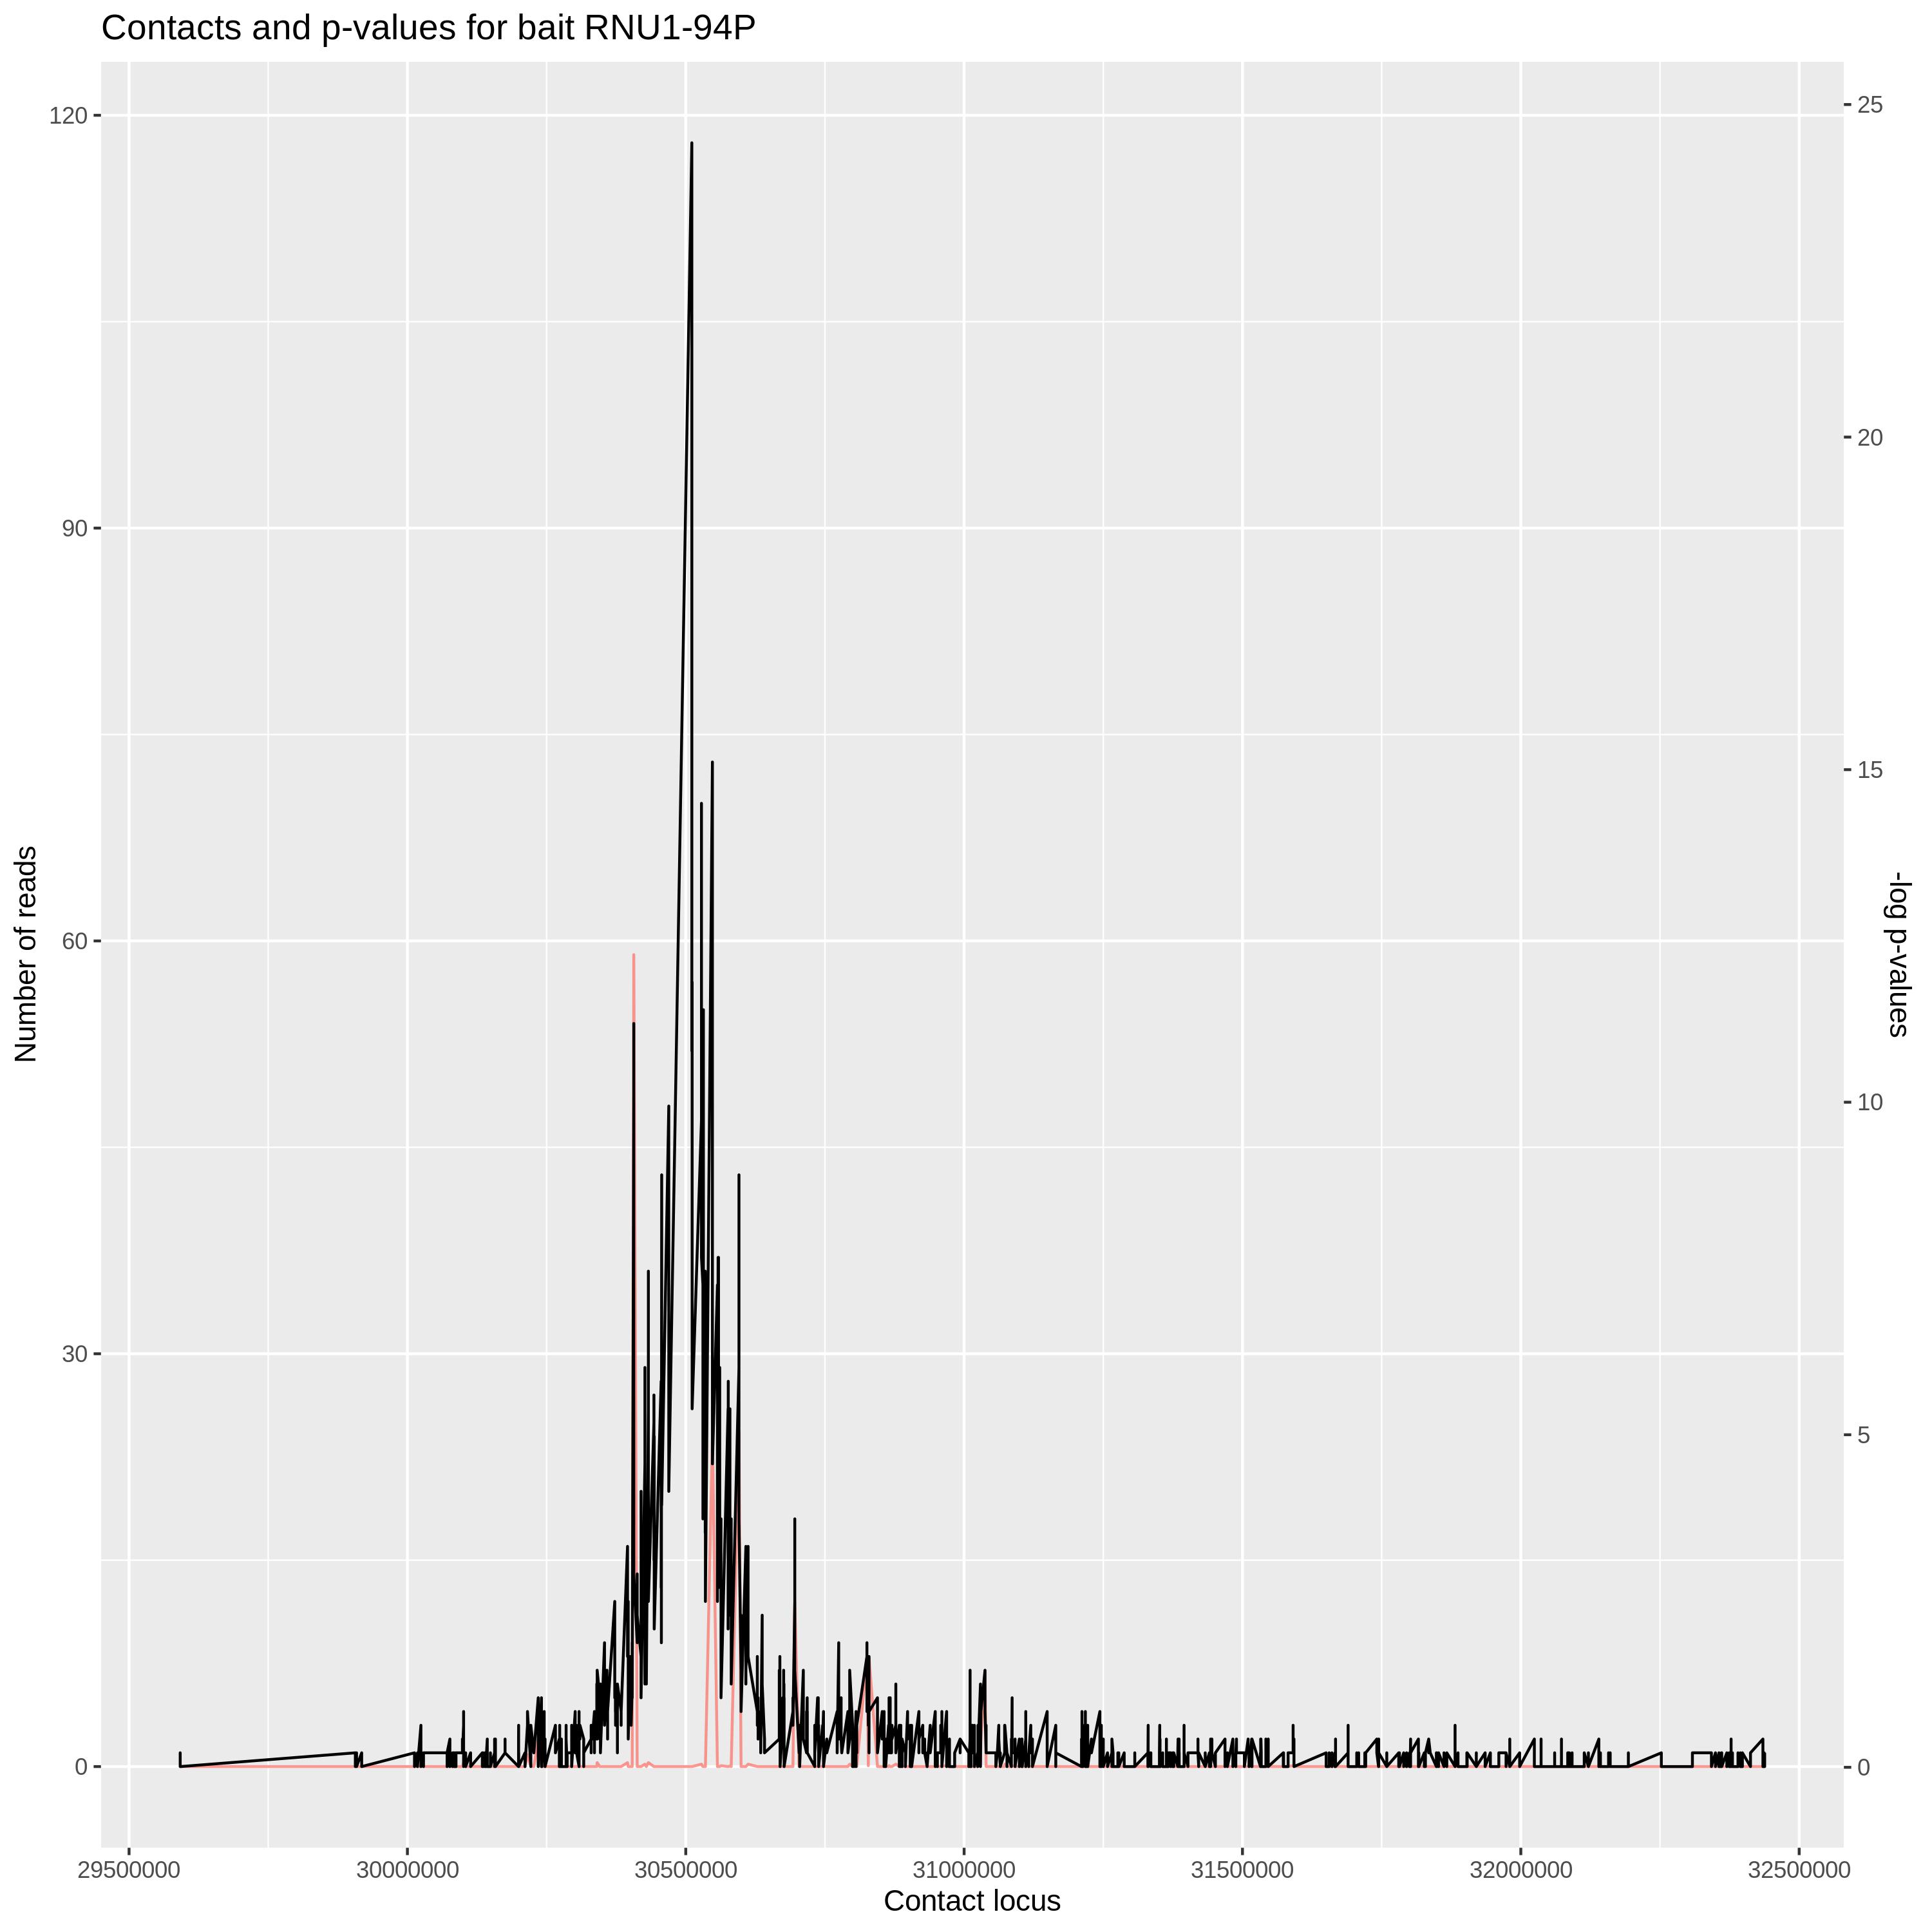 Contacts and p-values for bait RNU1-94P
120
90
60
30
0
25
20
15
10
5
0
Number of reads
-log p-values
29500000 30000000 30500000 31000000 31500000 32000000 32500000
Contact locus